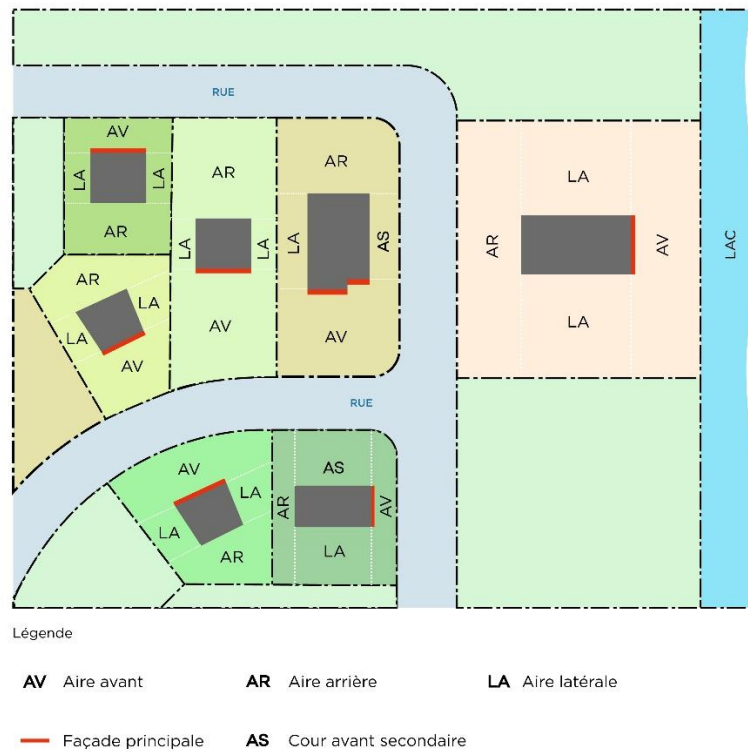 RUE
AV
LA
LA
AR
AR
LA
LA
AV
AR
LA
AS
AV
LA
AR
AV
LA
LAC
AR
LA
LA
AV
RUE
AV
LA
LA
AR
AS
AR
AV
LA
Légende
AV Aire avant
AR Aire arrière
LA Aire latérale
Façade principale
AS Cour avant secondaire